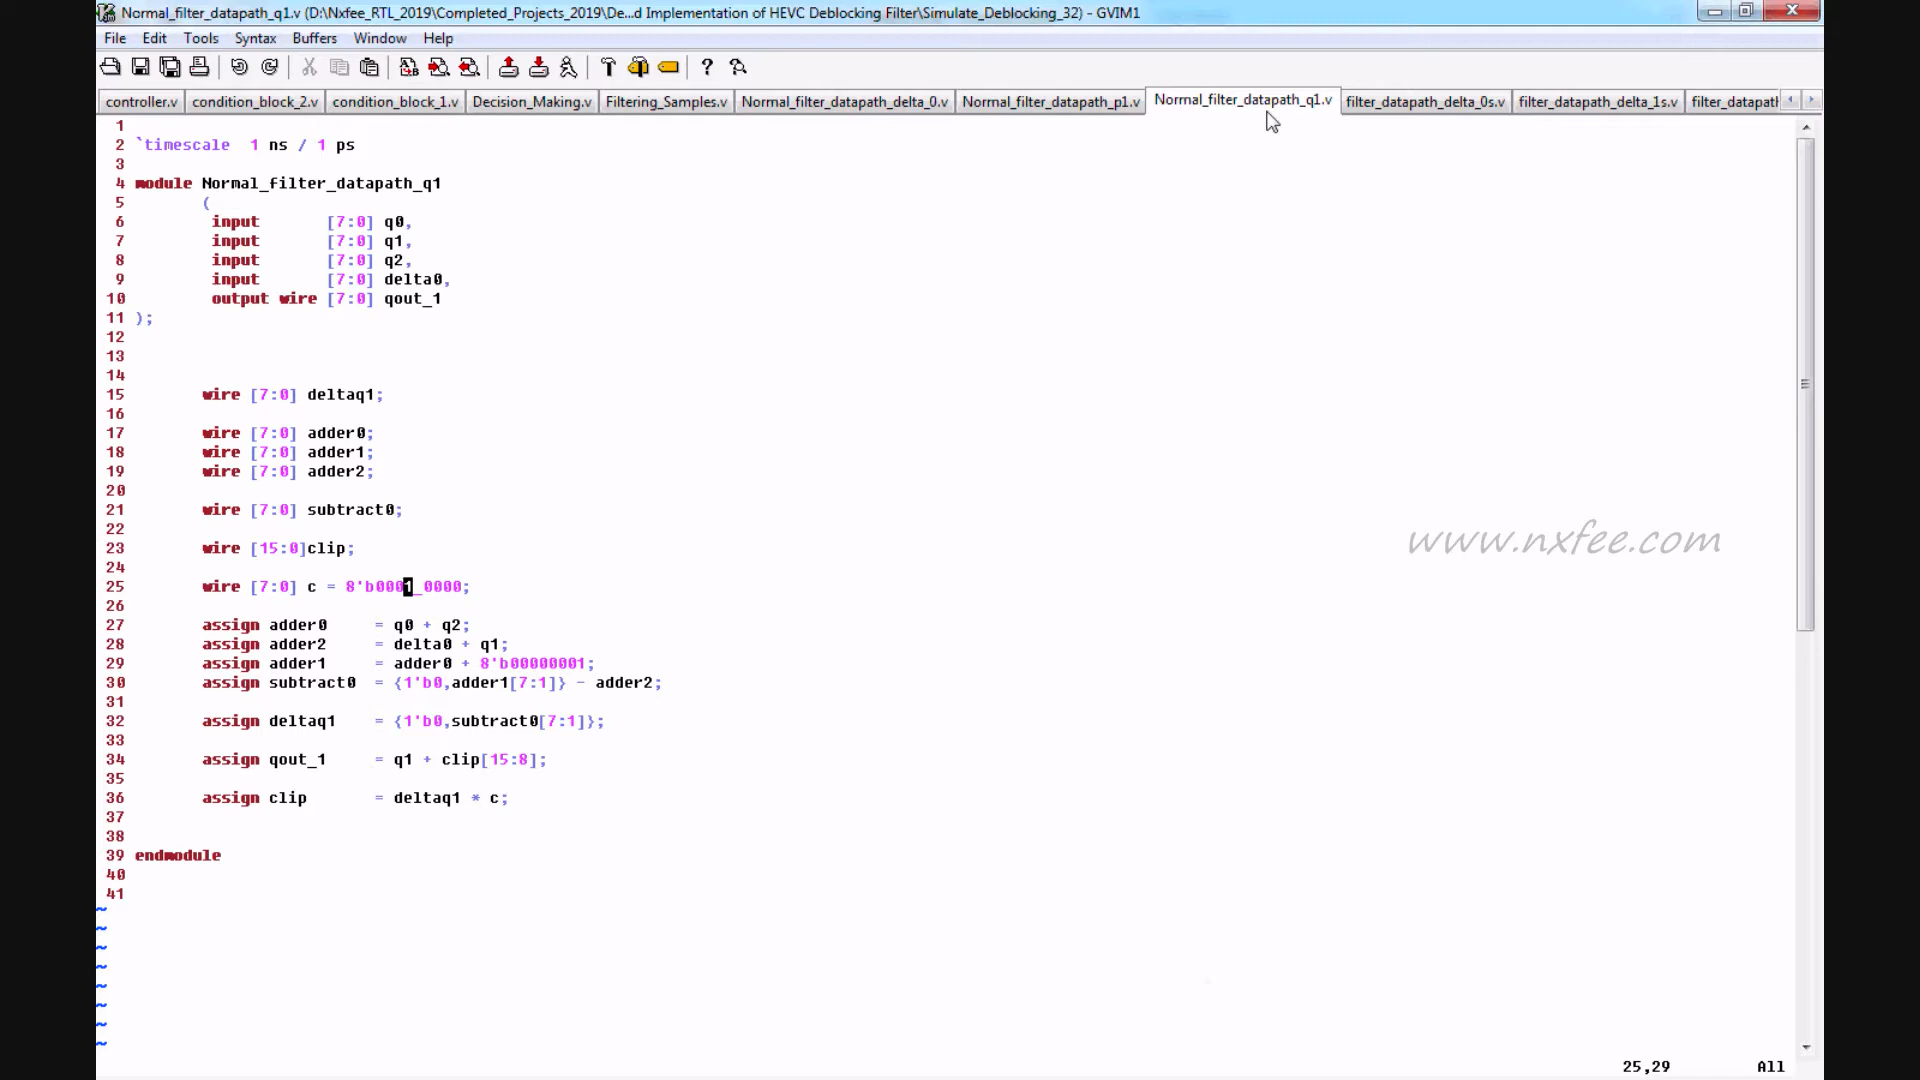 Normal_filter_datapath_q1.v (D:\Nxfee_RTL_2019\Completed_Projects_2019\De...d Implementation of HEVC Deblocking Filter\Simulate_Deblocking_32) - GVIM1
File Edit Tools Syntax Buffers Window Help
controller.v condition_block_2.v condition_block_1.v Decision_Making.v Filtering_Samples.v Normal_filter_datapath_delta_0.v Normal_filter_datapath_p1.v Normal_filter_datapath_q1.v filter_datapath_delta_0s.v filter_datapath_delta_1s.v filter_datapatl
1
2 `timescale  1 ns / 1 ps
3
4 module Normal_filter_datapath_q1
5 (
6 input [7:0] q0,
7 input [7:0] q1,
8 input [7:0] q2,
9 input [7:0] delta0,
10 output wire [7:0] qout_1
11 );
12
13
14
15 wire [7:0] deltaq1;
16
17 wire [7:0] adder0;
18 wire [7:0] adder1;
19 wire [7:0] adder2;
20
21 wire [7:0] subtract0;
22
23 wire [15:0]clip;
24
25 wire [7:0] c = 8'b0001_0000;
26
27 assign adder0 = q0 + q2;
28 assign adder2 = delta0 + q1;
29 assign adder1 = adder0 + 8'b00000001;
30 assign subtract0 = {1'b0,adder1[7:1]} - adder2;
31
32 assign deltaq1 = {1'b0,subtract0[7:1]};
33
34 assign qout_1 = q1 + clip[15:8];
35
36 assign clip = deltaq1 * c;
37
38
39 endmodule
40
41
~
~
~
~
~
~
~
~
www.nxfee.com
25,29 All